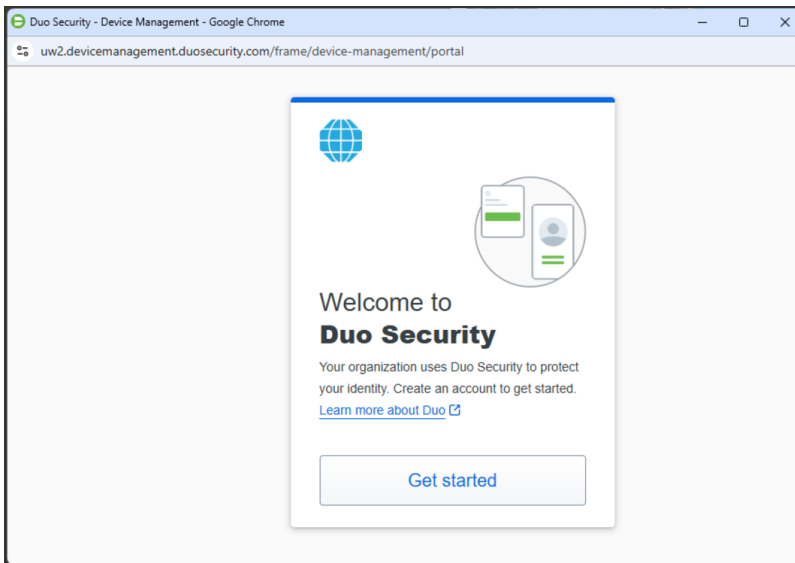 Duo Security - Device Management - Google Chrome
uw2.devicemanagement.duosecurity.com/frame/device-management/portal
Welcome to
Duo Security
Your organization uses Duo Security to protect
your identity. Create an account to get started.
Learn more about Duo
Get started